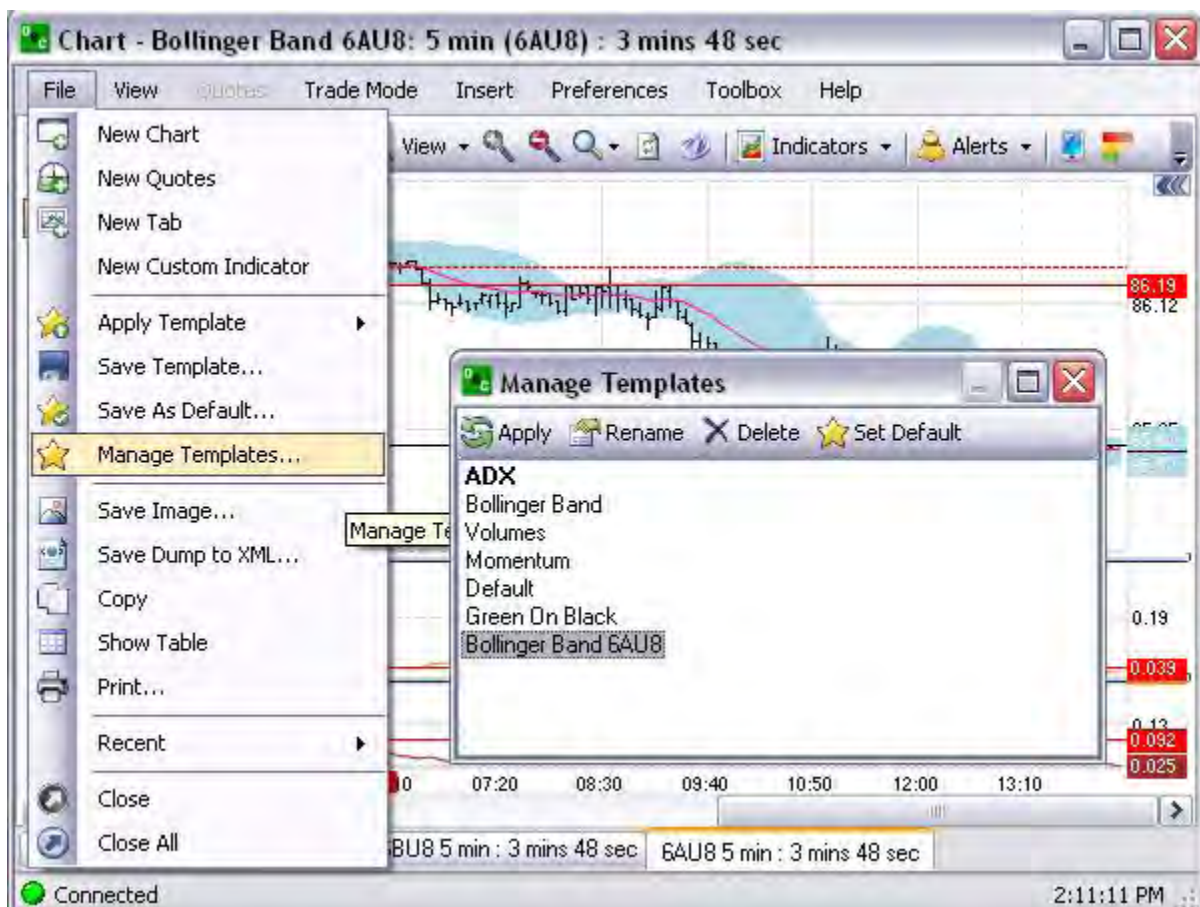 Chart - Bollinger Band 6AU8: 5 min (6AU8) : 3 mins 48 sec
File View Quotes Trade Mode Insert Preferences Toolbox Help
View Indicators Alerts
New Chart
New Quotes
New Tab
New Custom Indicator
Apply Template
Save Template...
Save As Default...
Manage Templates...
Save Image...
Save Dump to XML...
Copy
Show Table
Print...
Recent
Close
Close All
86.19
86.12
Manage Te
Manage Templates
Apply Rename Delete Set Default
ADX
Bollinger Band
Volumes
Momentum
Default
Green On Black
Bollinger Band 6AU8
0.19
0.039
0.13
0.092
0.025
07:20 08:30 09:40 10:50 12:00 13:10
BU8 5 min : 3 mins 48 sec 6AU8 5 min : 3 mins 48 sec
Connected 2:11:11 PM